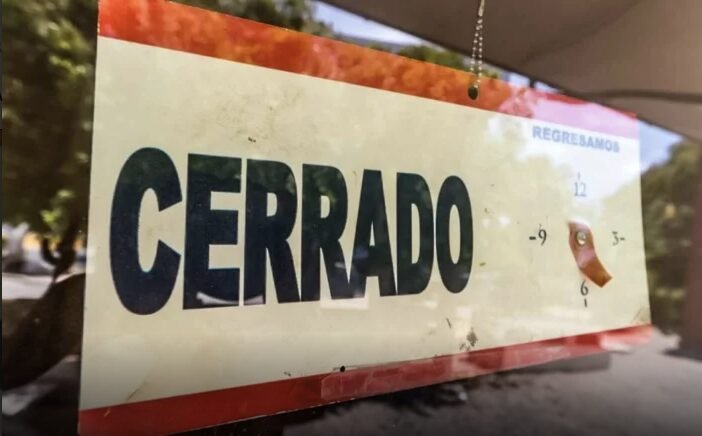 REGRESAMOS
CERRADO
12
9 3
6